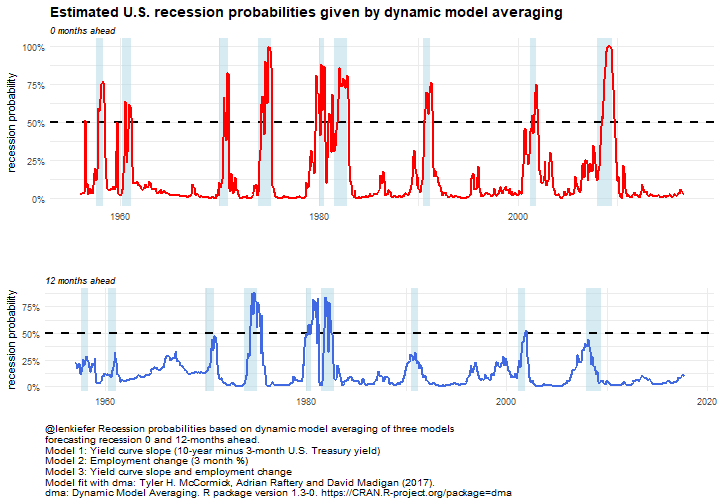 Estimated U.S. recession probabilities given by dynamic model averaging
0 months ahead
100%
75%
50%
25%
0%
recession probability
1960
1980
2000
12 months ahead
75%
50%
25%
0%
recession probability
1960
1980
2000
2020
@lenkiefer Recession probabilities based on dynamic model averaging of three models
forecasting recession 0 and 12-months ahead.
Model 1: Yield curve slope (10-year minus 3-month U.S. Treasury yield)
Model 2: Employment change (3 month %)
Model 3: Yield curve slope and employment change
Model fit with dma: Tyler H. McCormick, Adrian Raftery and David Madigan (2017).
dma: Dynamic Model Averaging. R package version 1.3-0. https://CRAN.R-project.org/package=dma